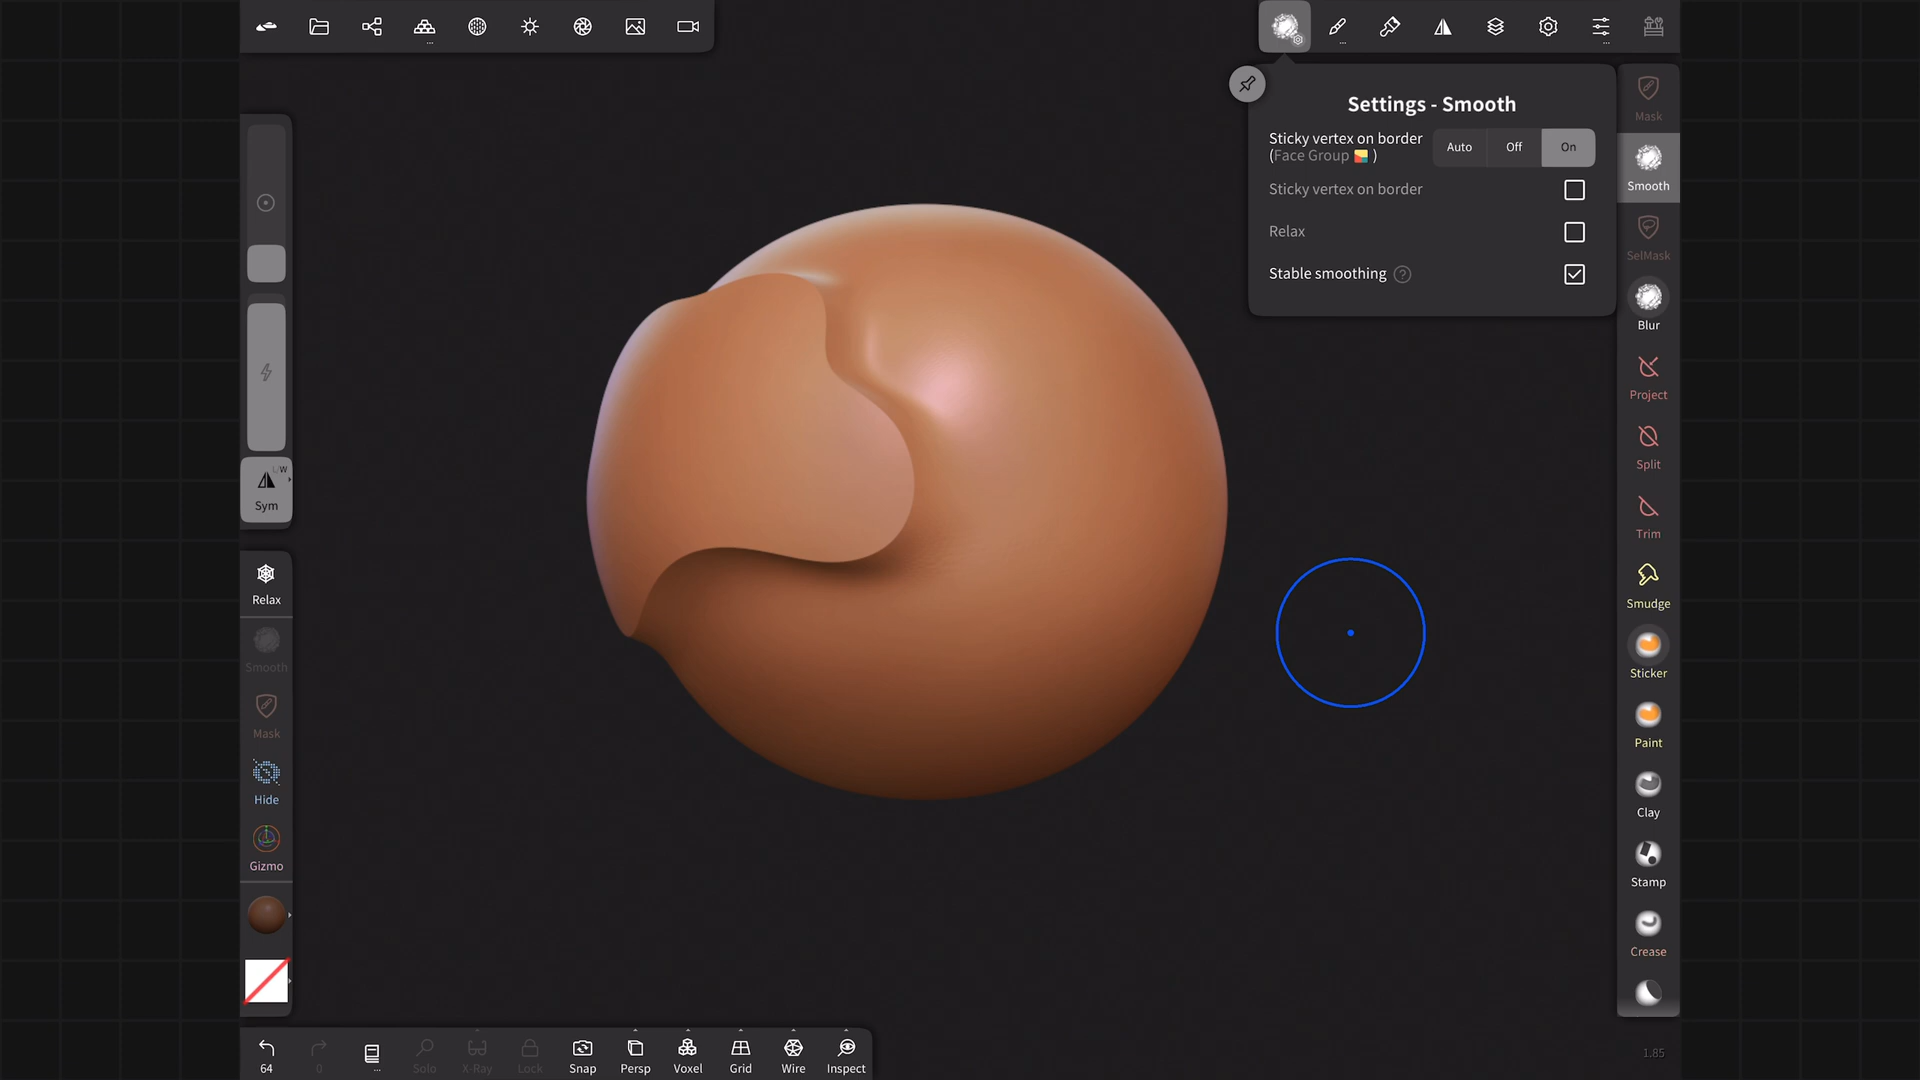 Settings - Smooth
Sticky vertex on border
(Face Group )
Auto
Off
On
Sticky vertex on border
Relax
Stable smoothing ?
Mask
Smooth
SelMask
Blur
Project
Split
Trim
Smudge
Sticker
Paint
Clay
Stamp
Crease
W
Sym
Relax
Smooth
Mask
Hide
Gizmo
64
0
Solo
X-Ray
Lock
Snap
Persp
Voxel
Grid
Wire
Inspect
1.85